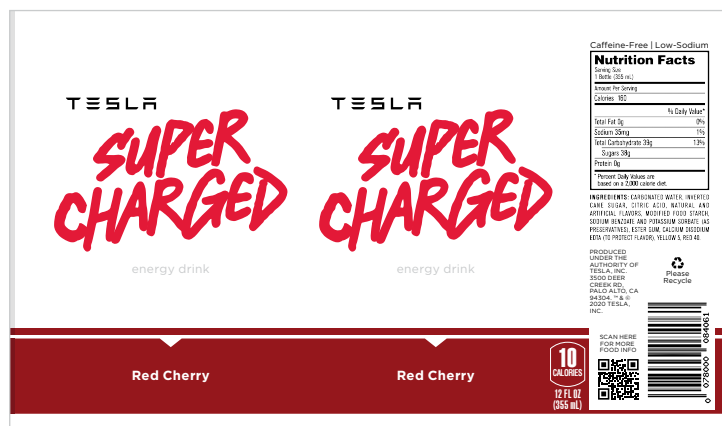 TESLA
SUPER
CHARGED
energy drink
Red Cherry
TESLA
SUPER
CHARGED
energy drink
Red Cherry
10
CALORIES
12 FL OZ
(355 mL)
Caffeine-Free | Low-Sodium
Nutrition Facts
Serving Size
1 Bottle (355 mL)
Amount Per Serving
Calories 160
% Daily Value*
Total Fat 0g 0%
Sodium 35mg 1%
Total Carbohydrate 39g 13%
Sugars 38g
Protein 0g
* Percent Daily Values are
based on a 2,000 calorie diet.
INGREDIENTS: CARBONATED WATER, INVERTED
CANE SUGAR, CITRIC ACID, NATURAL AND
ARTIFICIAL FLAVORS, MODIFIED FOOD STARCH,
SODIUM BENZOATE AND POTASSIUM SORBATE (AS
PRESERVATIVES), ESTER GUM, CALCIUM DISODIUM
EDTA (TO PROTECT FLAVOR), YELLOW 5, RED 40.
PRODUCED
UNDER THE
AUTHORITY OF
TESLA, INC.
3500 DEER
CREEK RD,
PALO ALTO, CA
94304. ™ & ©
2020 TESLA,
INC.
Please
Recycle
SCAN HERE
FOR MORE
FOOD INFO
0 078000 084061